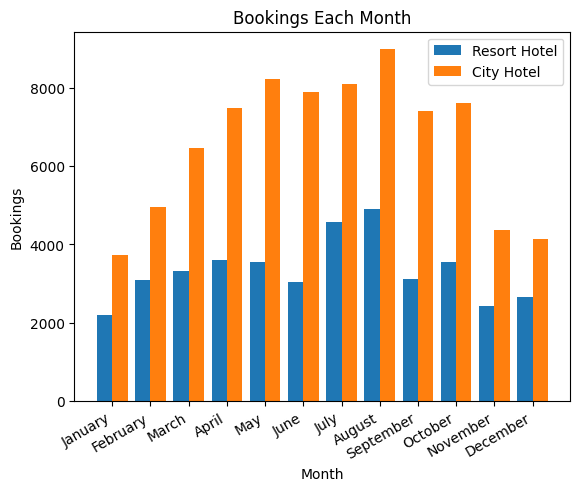 Bookings Each Month
Resort Hotel
City Hotel
Bookings
8000
6000
4000
2000
0
January
February
March
April
May
June
July
August
September
October
November
December
Month